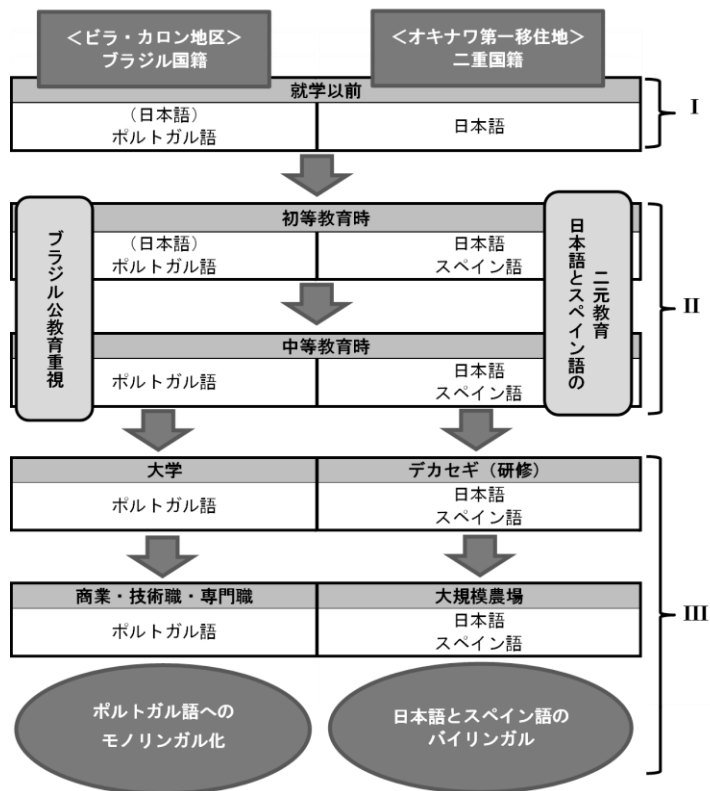 ＜ビラ・カロン地区＞
ブラジル国籍
＜オキナワ第一移住地＞
二重国籍
就学以前
（日本語）
ポルトガル語
日本語
I
初等教育時
（日本語）
ポルトガル語
日本語
スペイン語
中等教育時
ポルトガル語
日本語
スペイン語
ブラジル公教育重視
二元教育
日本語とスペイン語の
II
大学
ポルトガル語
デカセギ（研修）
日本語
スペイン語
商業・技術職・専門職
ポルトガル語
大規模農場
日本語
スペイン語
III
ポルトガル語への
モノリンガル化
日本語とスペイン語の
バイリンガル